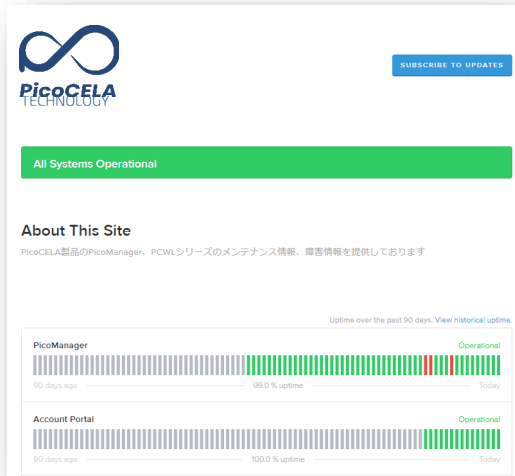 PicoCELA
TECHNOLOGY
SUBSCRIBE TO UPDATES
All Systems Operational
About This Site
PicoCELA製品のPicoManager、PCWLシリーズのメンテナンス情報、障害情報を提供しております
Uptime over the past 90 days. View historical uptime.
PicoManager Operational
90 days ago 99.0 % uptime Today
Account Portal Operational
90 days ago 100.0 % uptime Today